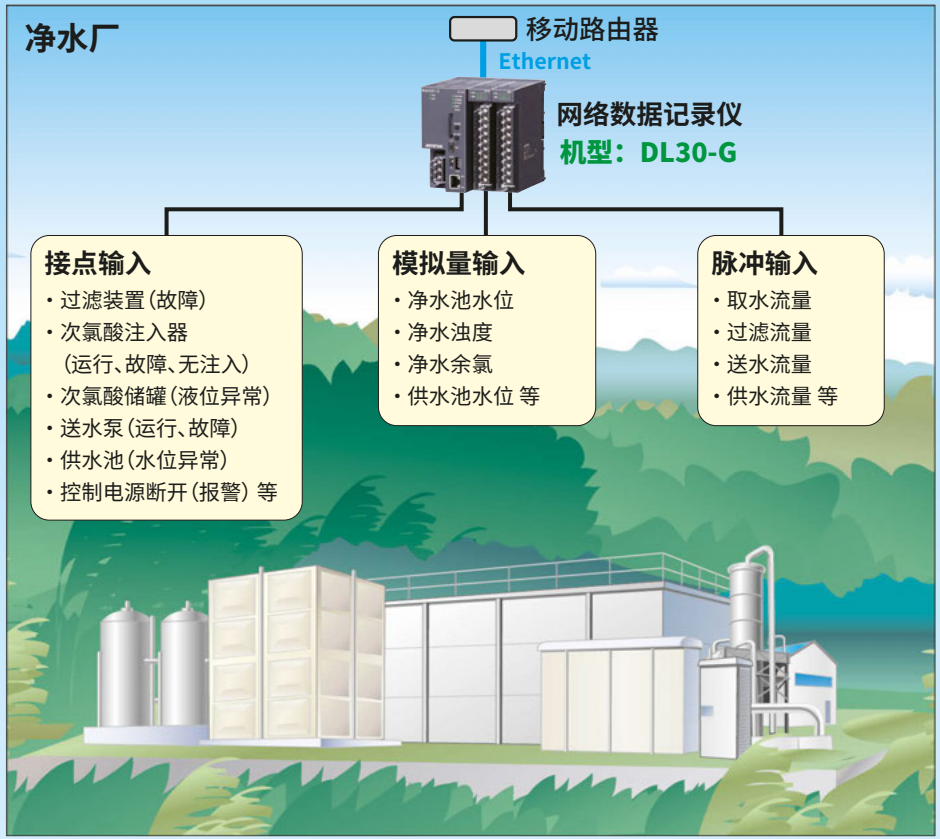 净水厂
移动路由器
Ethernet
网络数据记录仪
机型：DL30-G
接点输入
・过滤装置（故障）
・次氯酸注入器
（运行、故障、无注入）
・次氯酸储罐（液位异常）
・送水泵（运行、故障）
・供水池（水位异常）
・控制电源断开（报警）等
模拟量输入
・净水池水位
・净水浊度
・净水余氯
・供水池水位 等
脉冲输入
・取水流量
・过滤流量
・送水流量
・供水流量 等